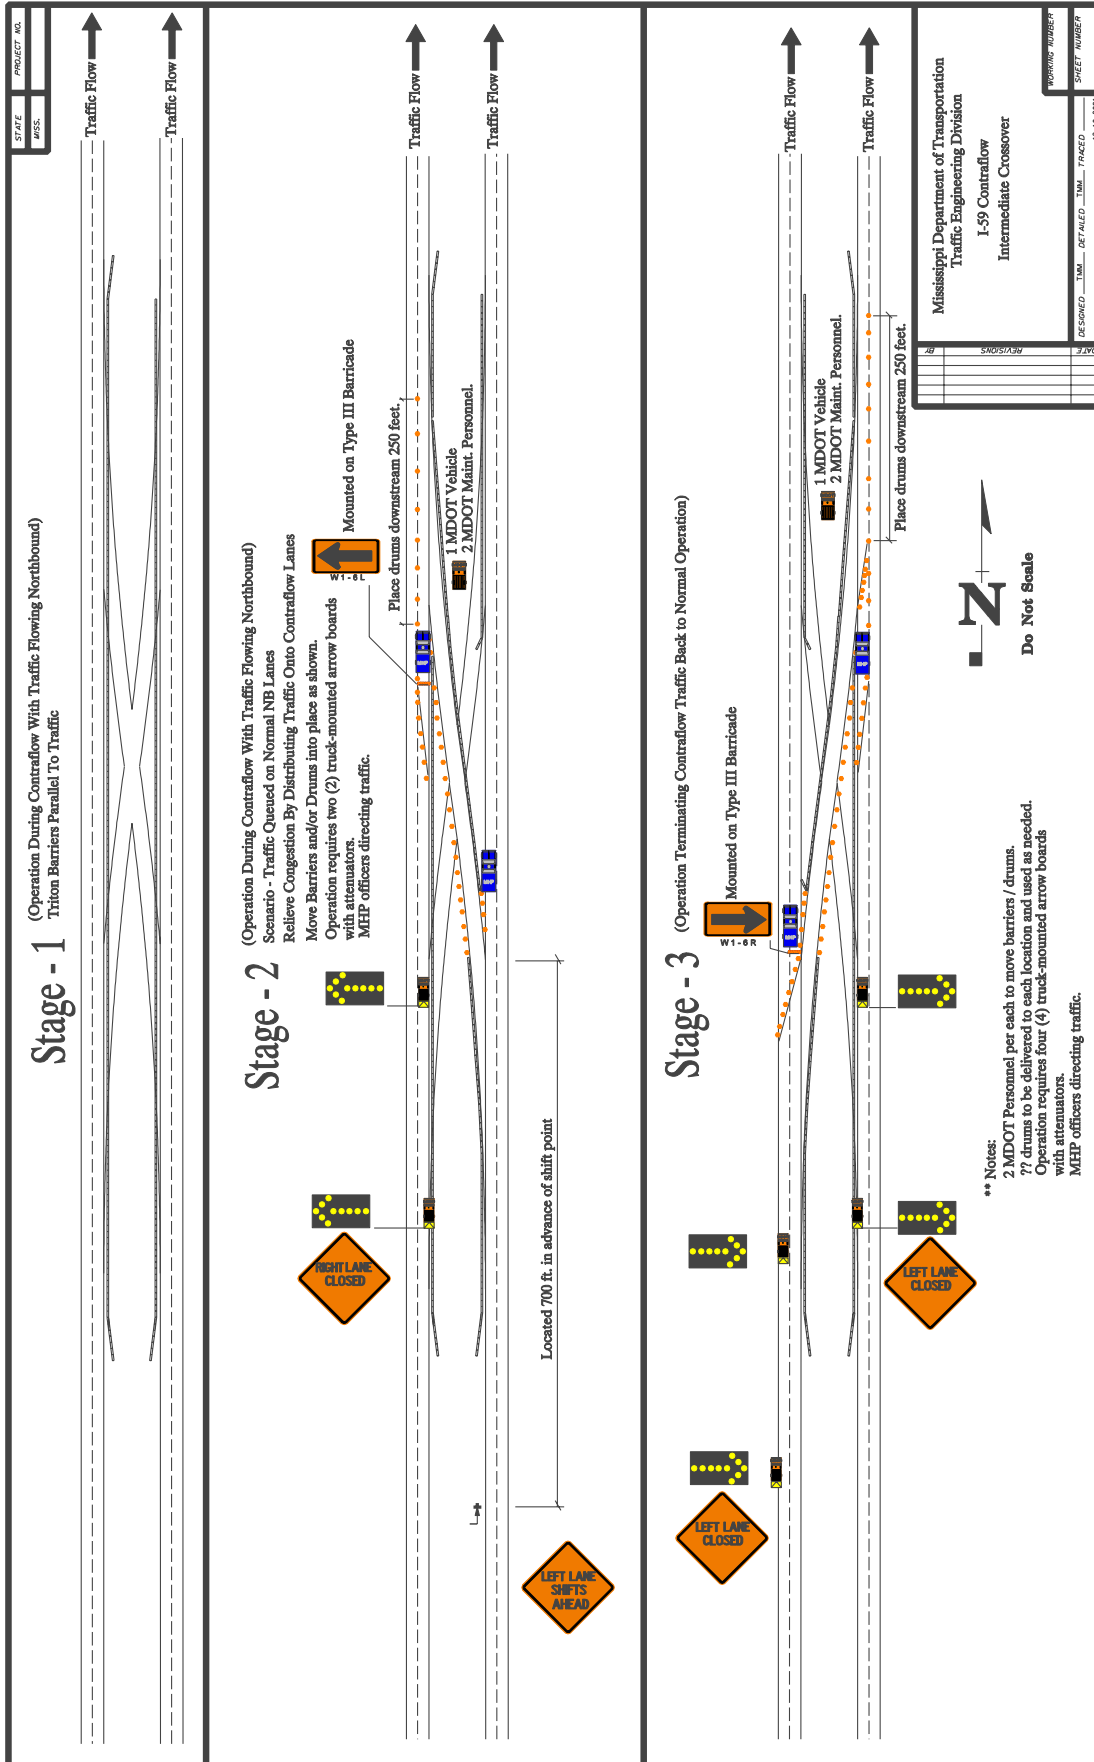 STATE
PROJECT NO.
MISS.
Stage - 1
(Operation During Contraflow With Traffic Flowing Northbound)
Triton Barriers Parallel To Traffic
Traffic Flow
Traffic Flow
Stage - 2
(Operation During Contraflow With Traffic Flowing Northbound)
Scenario - Traffic Queued on Normal NB Lanes
Relieve Congestion By Distributing Traffic Onto Contraflow Lanes
Move Barriers and/or Drums into place as shown.
Operation requires two (2) truck-mounted arrow boards
with attenuators.
MHP officers directing traffic.
W1-6L
Mounted on Type III Barricade
Place drums downstream 250 feet.
1 MDOT Vehicle
2 MDOT Maint. Personnel.
MHP
MHP
RIGHT LANE
CLOSED
Located 700 ft. in advance of shift point
LEFT LANE
SHIFTS
AHEAD
Traffic Flow
Traffic Flow
Stage - 3
(Operation Terminating Contraflow Traffic Back to Normal Operation)
W1-6R
Mounted on Type III Barricade
MHP
MHP
1 MDOT Vehicle
2 MDOT Maint. Personnel.
Place drums downstream 250 feet.
LEFT LANE
CLOSED
LEFT LANE
CLOSED
Traffic Flow
Traffic Flow
** Notes:
2 MDOT Personnel per each to move barriers / drums.
?? drums to be delivered to each location and used as needed.
Operation requires four (4) truck-mounted arrow boards
with attenuators.
MHP officers directing traffic.
N
Do Not Scale
Mississippi Department of Transportation
Traffic Engineering Division
I-59 Contraflow
Intermediate Crossover
WORKING NUMBER
SHEET NUMBER
BY
REVISIONS
DATE
DESIGNED TMM DETAILED TMM TRACED